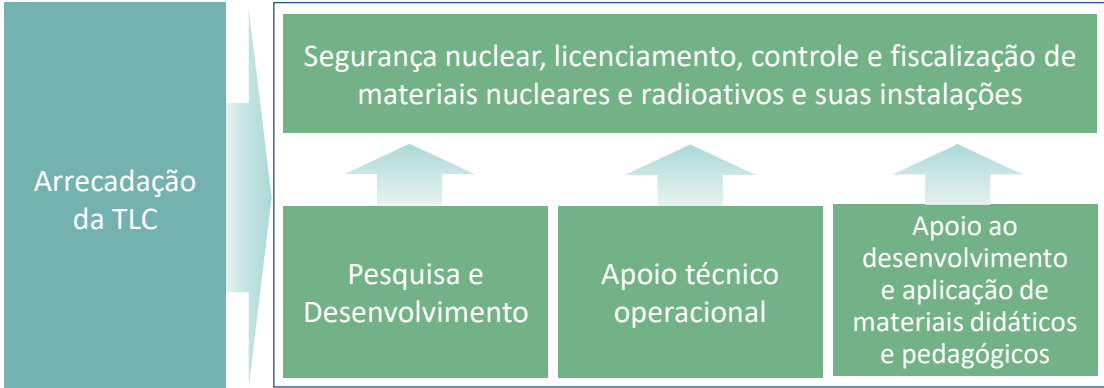 Arrecadação
da TLC
Segurança nuclear, licenciamento, controle e fiscalização de
materiais nucleares e radioativos e suas instalações
Pesquisa e
Desenvolvimento
Apoio técnico
operacional
Apoio ao
desenvolvimento
e aplicação de
materiais didáticos
e pedagógicos